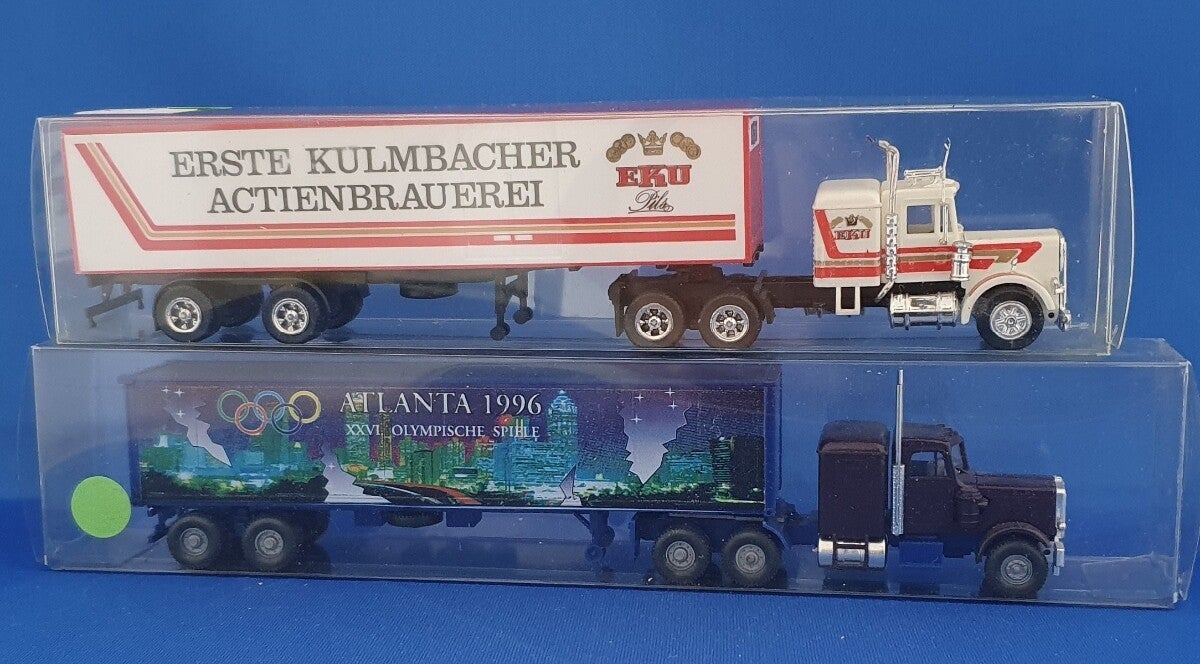 ERSTE KULMBACHER
ACTIENBRAUEREI
EKU
Pils
EKU
ATLANTA 1996
XXVI. OLYMPISCHE SPIELE